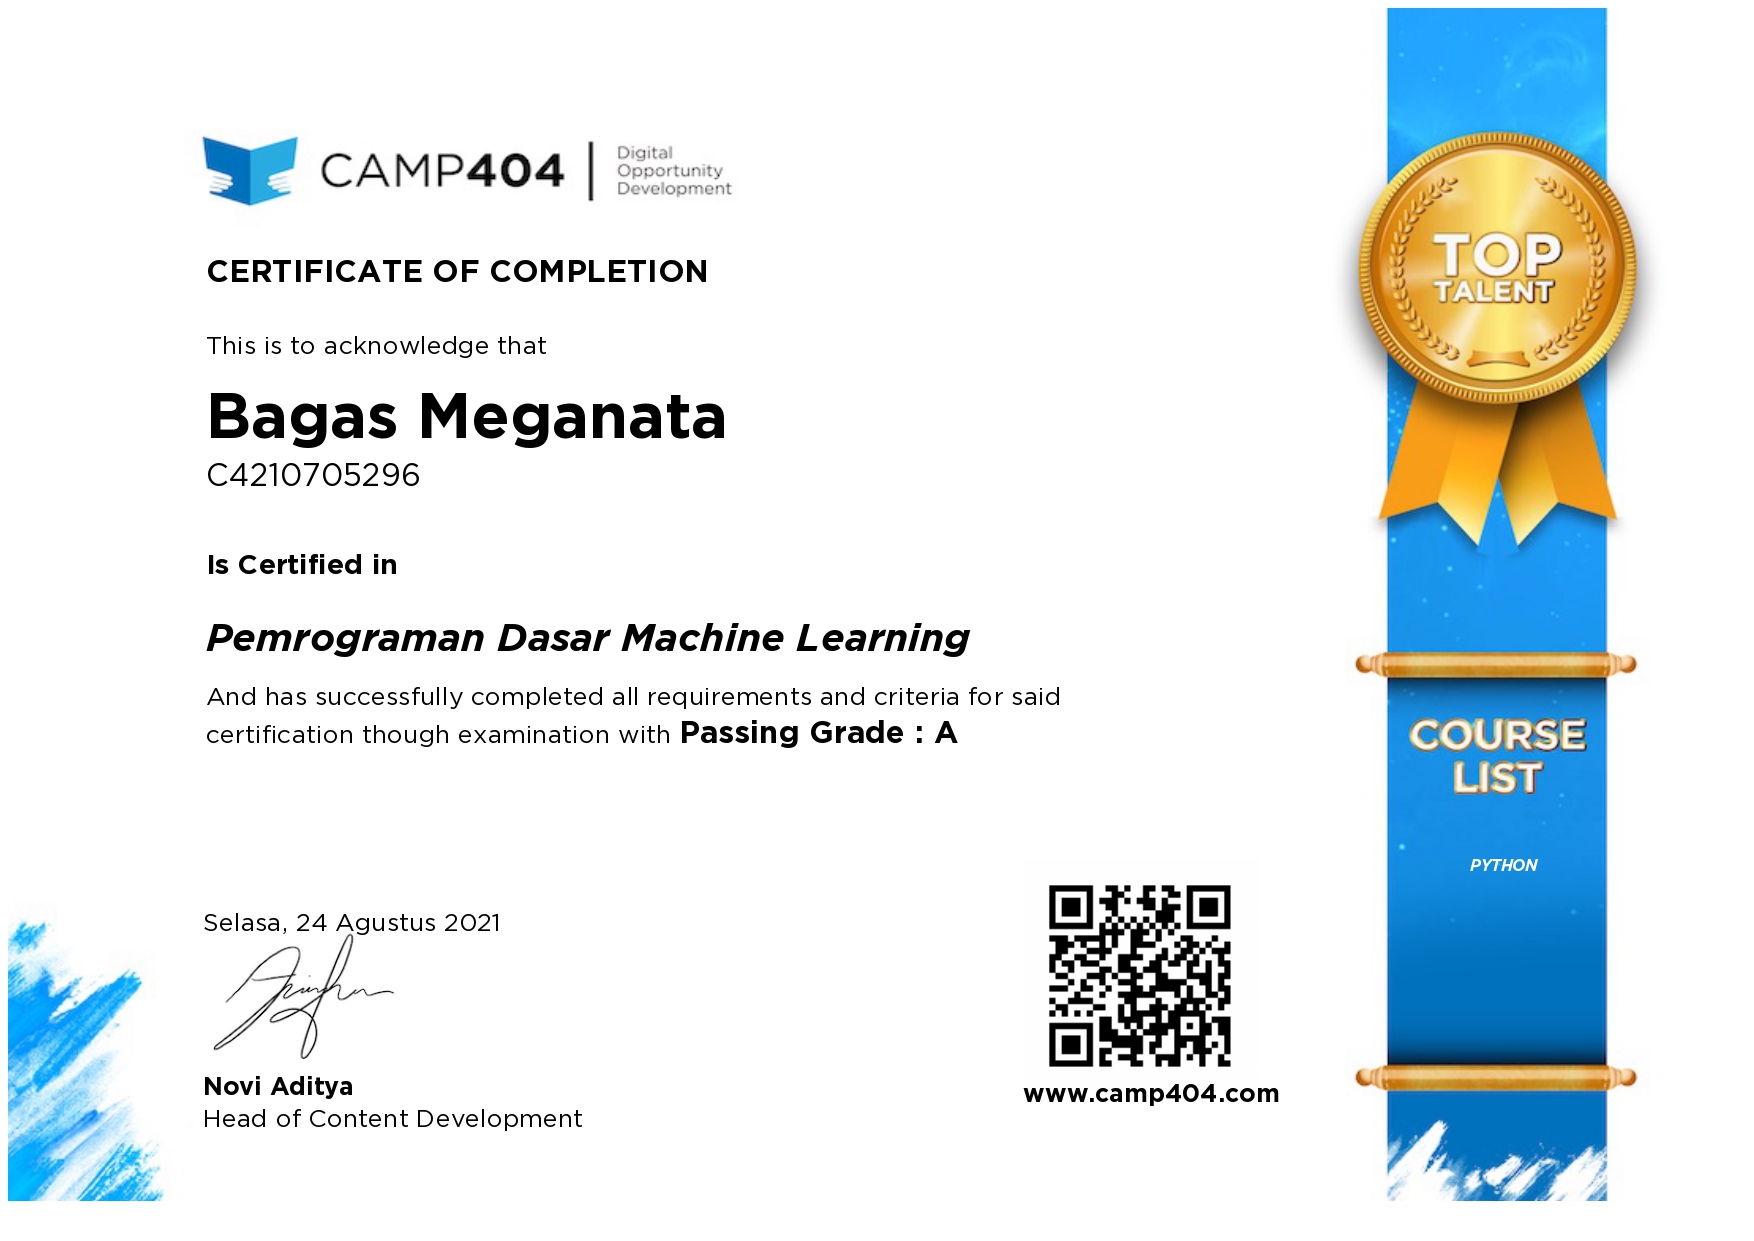 CAMP404 | Digital
Opportunity
Development
CERTIFICATE OF COMPLETION
This is to acknowledge that
Bagas Meganata
C4210705296
Is Certified in
Pemrograman Dasar Machine Learning
And has successfully completed all requirements and criteria for said
certification though examination with Passing Grade : A
Selasa, 24 Agustus 2021
Novi Aditya
Head of Content Development
www.camp404.com
TOP
TALENT
COURSE
LIST
PYTHON